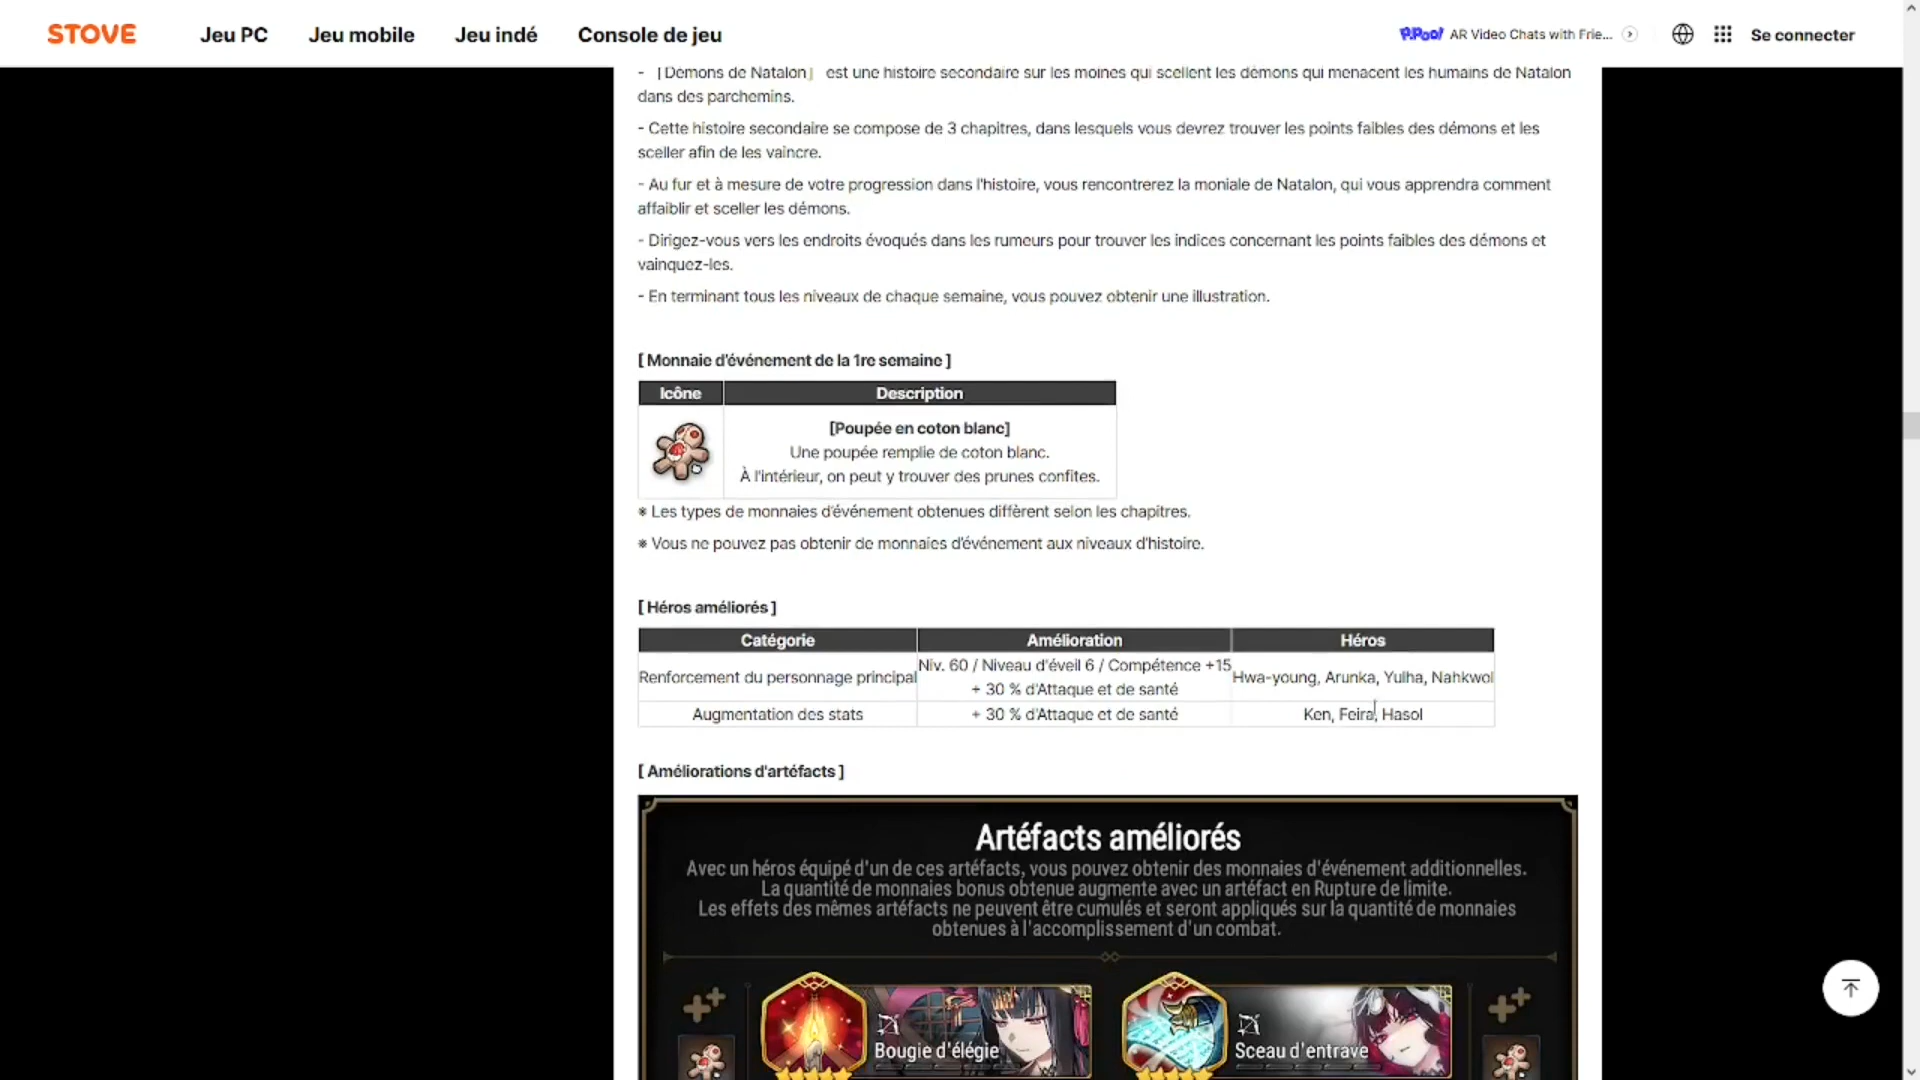 STOVE Jeu PC Jeu mobile Jeu indé Console de jeu P.Pool AR Video Chats with Frie... Se connecter
- [Démons de Natalon] est une histoire secondaire sur les moines qui scellent les démons qui menacent les humains de Natalon
dans des parchemins.
- Cette histoire secondaire se compose de 3 chapitres, dans lesquels vous devrez trouver les points faibles des démons et les
sceller afin de les vaincre.
- Au fur et à mesure de votre progression dans l'histoire, vous rencontrerez la moniale de Natalon, qui vous apprendra comment
affaiblir et sceller les démons.
- Dirigez-vous vers les endroits évoqués dans les rumeurs pour trouver les indices concernant les points faibles des démons et
vainquez-les.
- En terminant tous les niveaux de chaque semaine, vous pouvez obtenir une illustration.
[ Monnaie d'événement de la 1re semaine ]
Icône Description
[Poupée en coton blanc]
Une poupée remplie de coton blanc.
À l'intérieur, on peut y trouver des prunes confites.
※ Les types de monnaies d'événement obtenues diffèrent selon les chapitres.
※ Vous ne pouvez pas obtenir de monnaies d'événement aux niveaux d'histoire.
[ Héros améliorés ]
Catégorie Amélioration Héros
Renforcement du personnage principal Niv. 60 / Niveau d'éveil 6 / Compétence +15 Hwa-young, Arunka, Yulha, Nahkwol
+ 30 % d'Attaque et de santé
Augmentation des stats + 30 % d'Attaque et de santé Ken, Feira, Hasol
[ Améliorations d'artéfacts ]
Artéfacts améliorés
Avec un héros équipé d'un de ces artéfacts, vous pouvez obtenir des monnaies d'événement additionnelles.
La quantité de monnaies bonus obtenue augmente avec un artéfact en Rupture de limite.
Les effets des mêmes artéfacts ne peuvent être cumulés et seront appliqués sur la quantité de monnaies
obtenues à l'accomplissement d'un combat.
Bougie d'élégie Sceau d'entrave